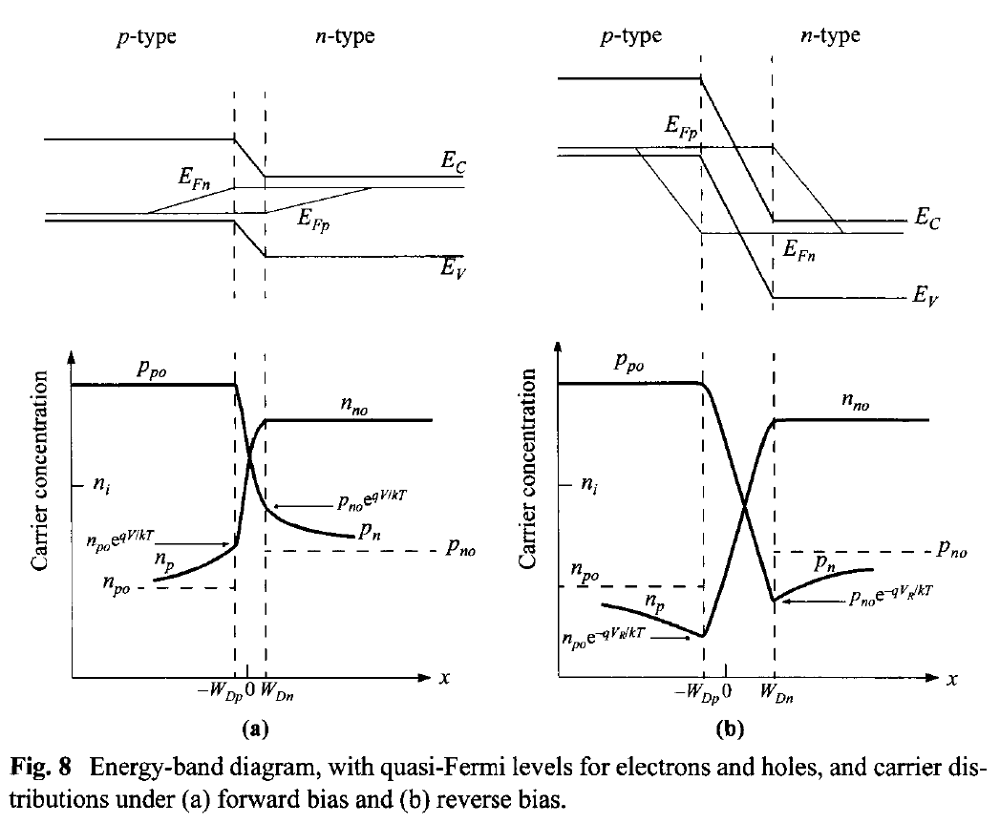 p-type
n-type
E_C
E_Fn
E_Fp
E_V
Carrier concentration
p_po
n_no
n_i
p_no e^qV/kT
n_po e^qV/kT
n_p
p_n
p_no
n_po
−W_Dp 0 W_Dn
x
(a)
p-type
n-type
E_Fp
E_C
E_Fn
E_V
Carrier concentration
p_po
n_no
n_i
p_no
n_po
p_n
n_p
p_no e^−qV_R/kT
n_po e^−qV_R/kT
−W_Dp 0
W_Dn
x
(b)
Fig. 8 Energy-band diagram, with quasi-Fermi levels for electrons and holes, and carrier dis-
tributions under (a) forward bias and (b) reverse bias.